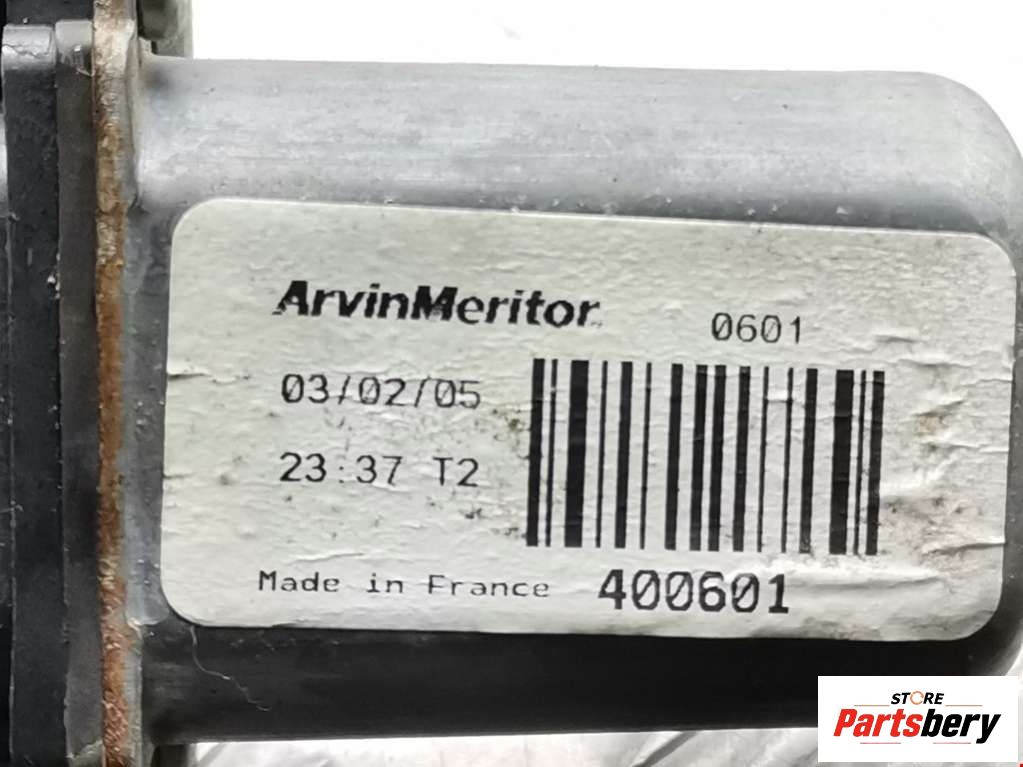 ArvinMeritor
0601
03/02/05
23:37 T2
Made in France 400601
STORE
Partsbery